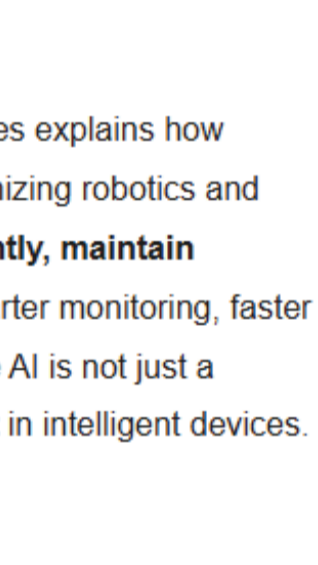 es explains how
nizing robotics and
ntly, maintain
rter monitoring, faster
AI is not just a
in intelligent devices.